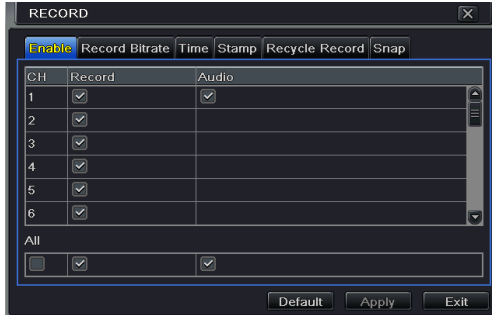 RECORD
Enable Record Bitrate Time Stamp Recycle Record Snap
CH Record Audio
1
2
3
4
5
6
All
Default Apply Exit